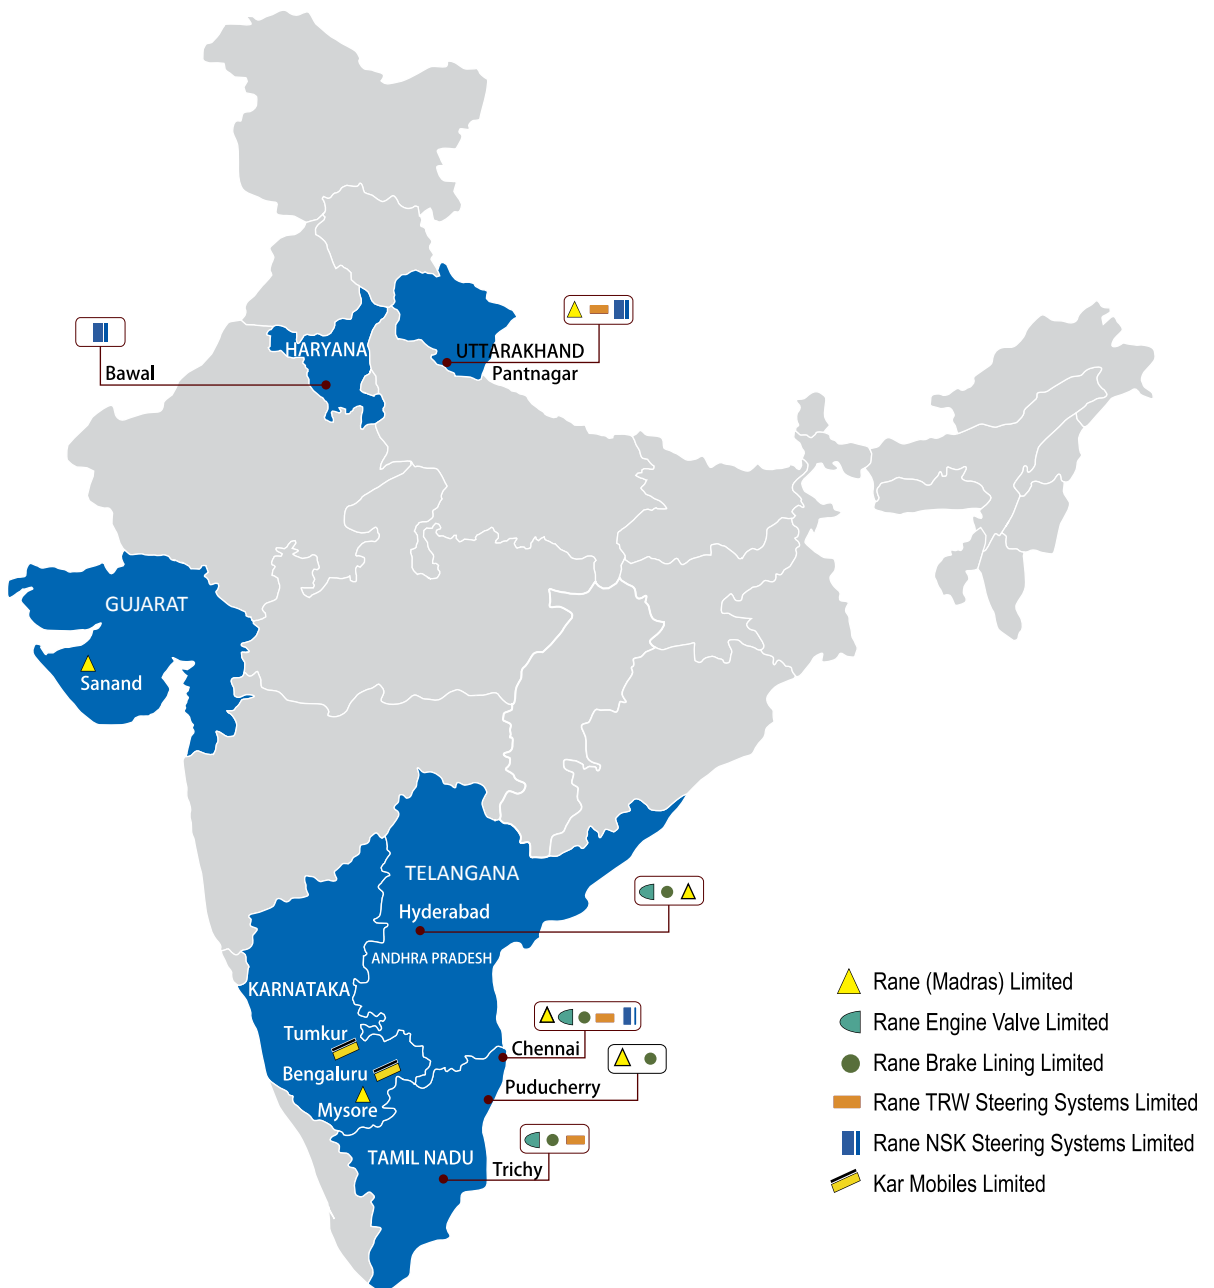 HARYANA
Bawal
UTTARAKHAND
Pantnagar
GUJARAT
Sanand
TELANGANA
Hyderabad
ANDHRA PRADESH
KARNATAKA
Tumkur
Bengaluru
Mysore
Chennai
Puducherry
TAMIL NADU
Trichy
Rane (Madras) Limited
Rane Engine Valve Limited
Rane Brake Lining Limited
Rane TRW Steering Systems Limited
Rane NSK Steering Systems Limited
Kar Mobiles Limited